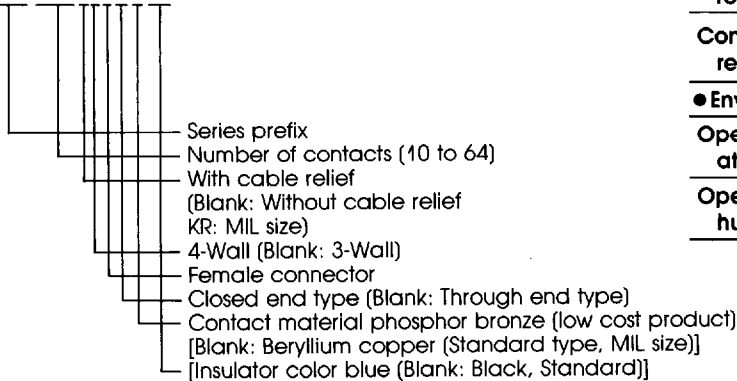 Series prefix
Number of contacts (10 to 64)
With cable relief
(Blank: Without cable relief
KR: MIL size)
4-Wall (Blank: 3-Wall)
Female connector
Closed end type (Blank: Through end type)
Contact material phosphor bronze (low cost product)
[Blank: Beryllium copper (Standard type, MIL size)]
[Insulator color blue (Blank: Black, Standard)]
Con
re
● Env
Ope
at
Ope
hu